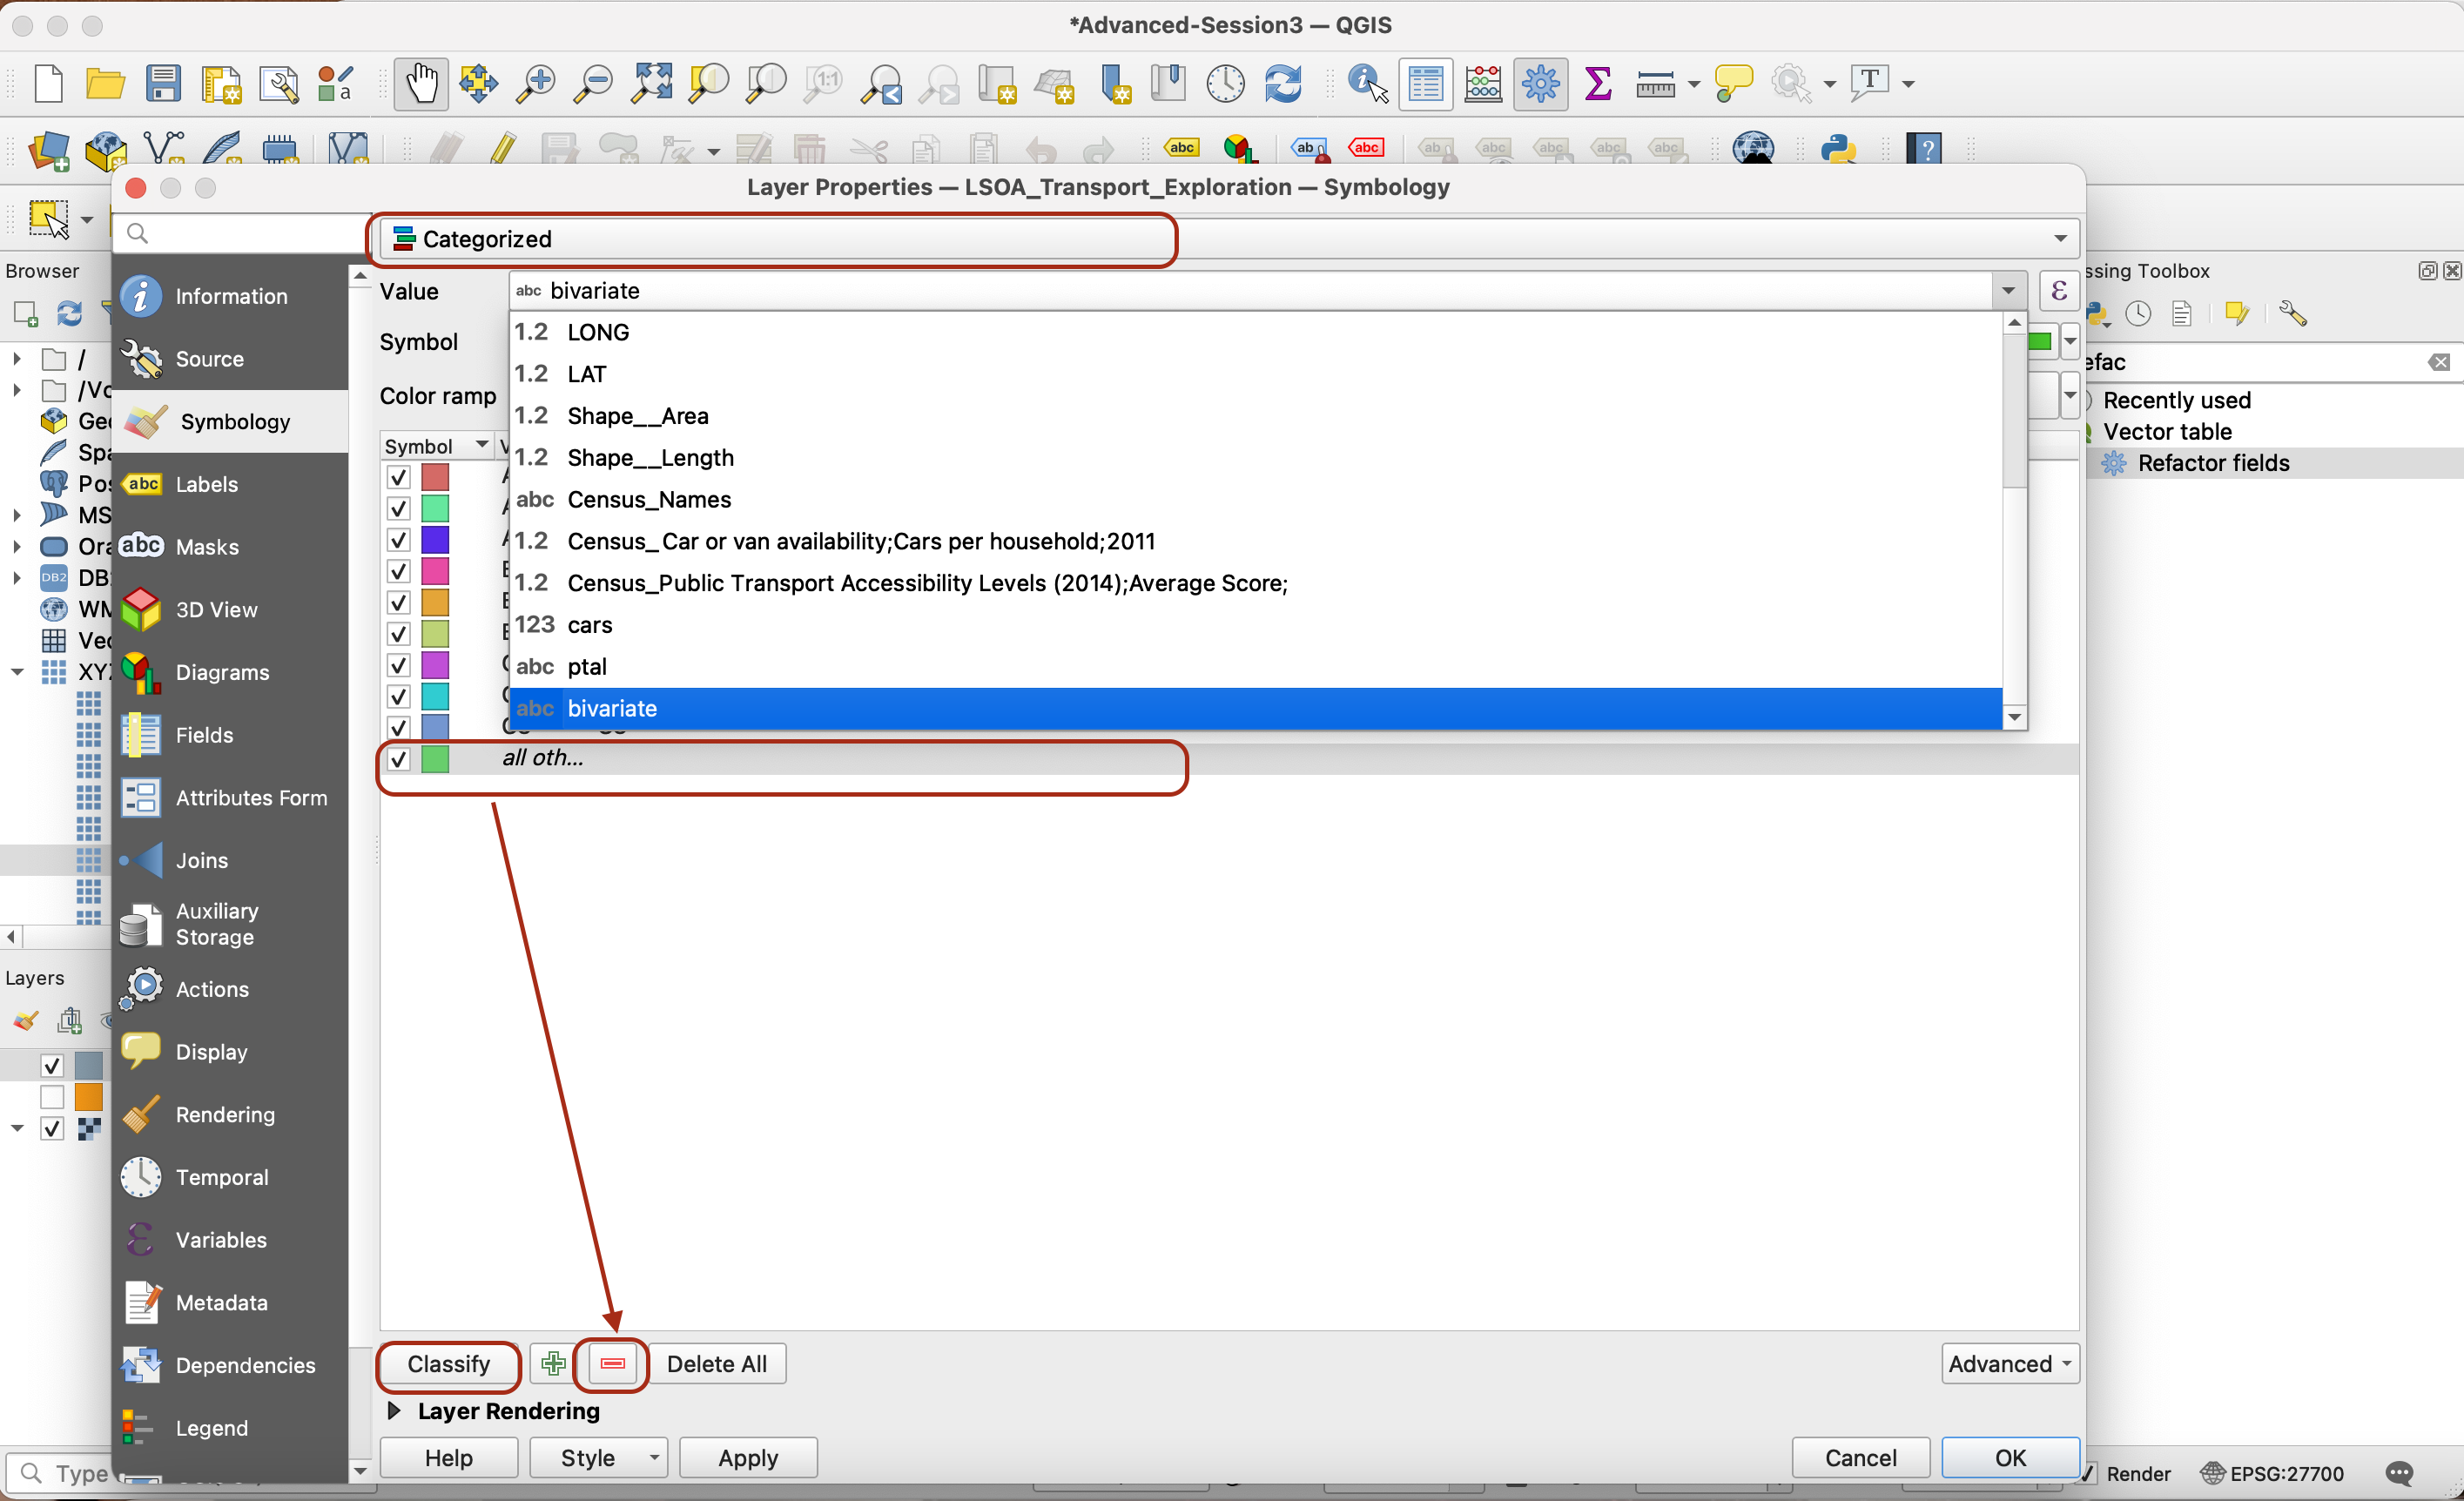 *Advanced-Session3 — QGIS
Layer Properties — LSOA_Transport_Exploration — Symbology
Browser
/
Information
Source
Symbology
Labels
Masks
3D View
Diagrams
Fields
Attributes Form
Joins
Auxiliary
Storage
Actions
Display
Rendering
Temporal
Variables
Metadata
Dependencies
Legend
Layers
Type
Categorized
Value
abc bivariate
Symbol
Color ramp
Symbol
1.2 LONG
1.2 LAT
1.2 Shape__Area
1.2 Shape__Length
abc Census_Names
1.2 Census_Car or van availability;Cars per household;2011
1.2 Census_Public Transport Accessibility Levels (2014);Average Score;
123 cars
abc ptal
abc bivariate
all oth...
Classify
Delete All
Advanced
Layer Rendering
Help
Style
Apply
Cancel
OK
ssing Toolbox
efac
Recently used
Vector table
Refactor fields
Render
EPSG:27700